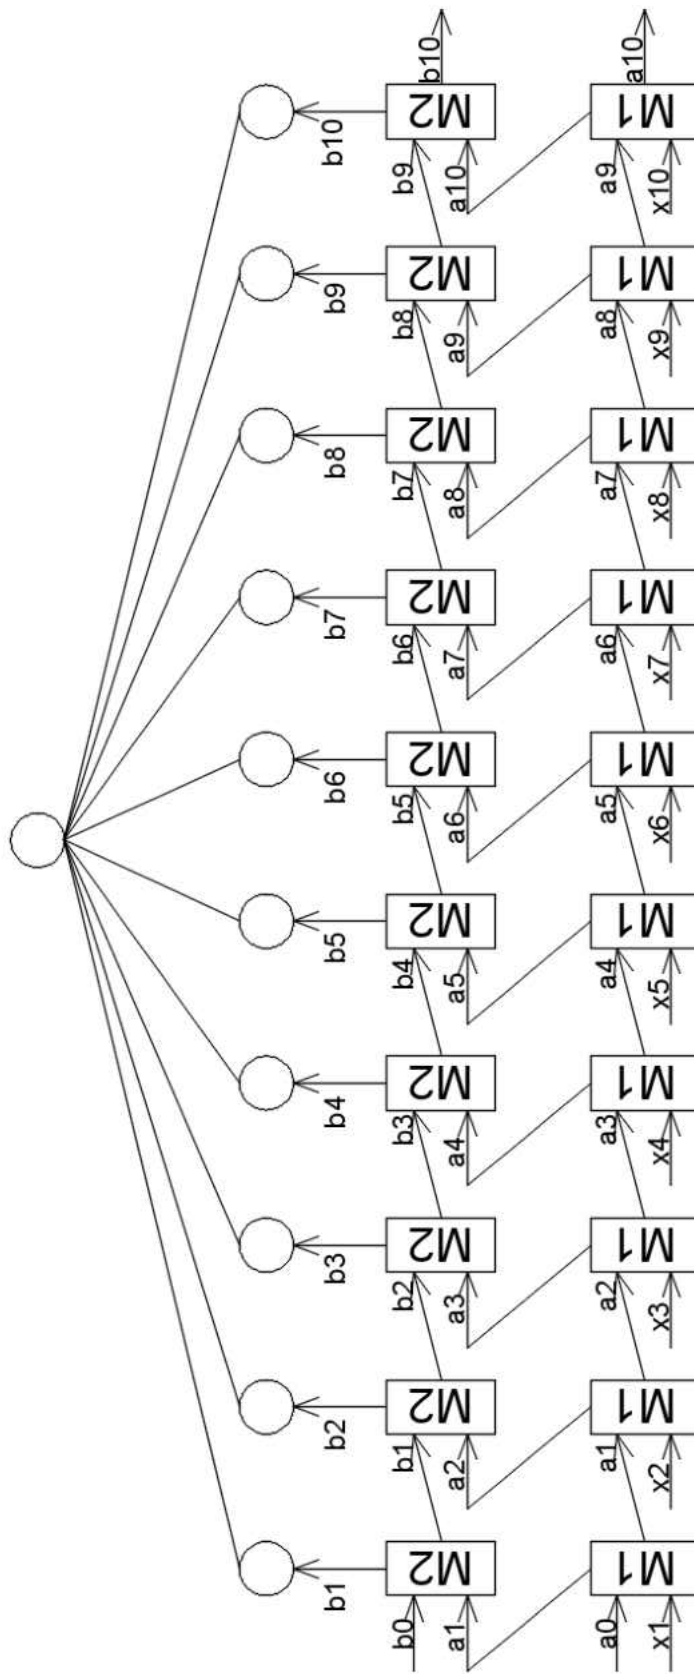 b1 b2 b3 b4 b5 b6 b7 b8 b9 b10
b0 b1 b2 b3 b4 b5 b6 b7 b8 b9
M2 M2 M2 M2 M2 M2 M2 M2 M2 M2 b10
a1 a2 a3 a4 a5 a6 a7 a8 a9 a10
a0 a1 a2 a3 a4 a5 a6 a7 a8 a9
M1 M1 M1 M1 M1 M1 M1 M1 M1 M1 a10
x1 x2 x3 x4 x5 x6 x7 x8 x9 x10